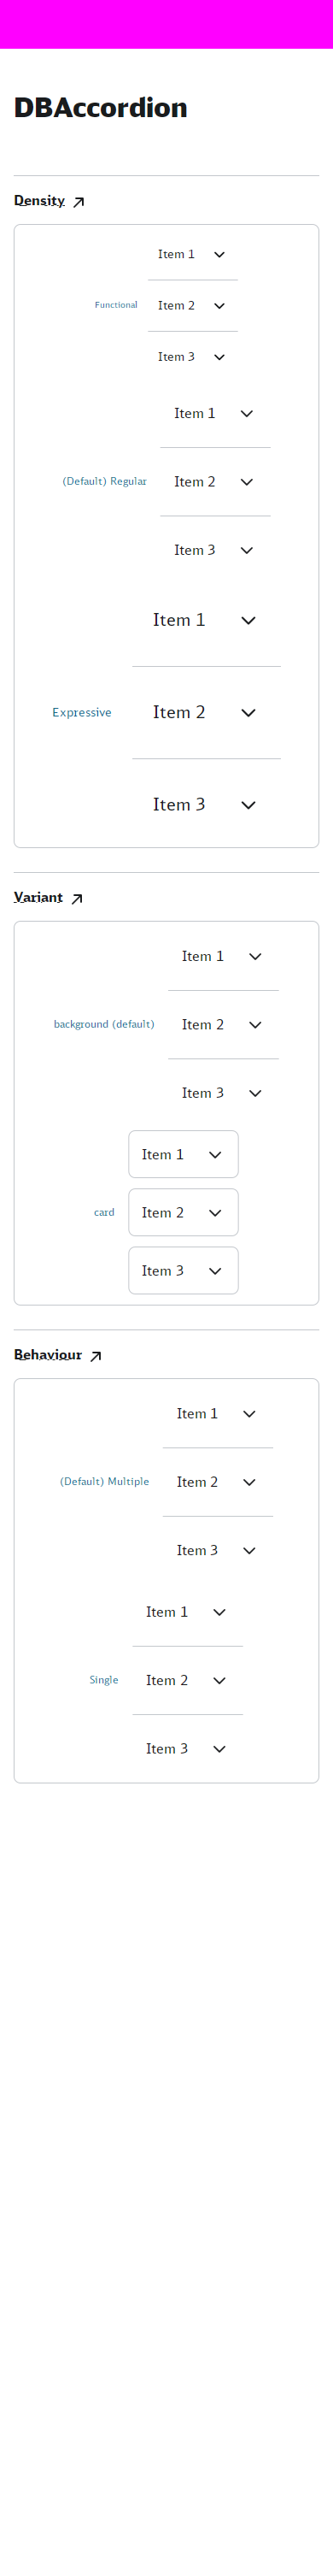 DBAccordion
Density
Item 1
Functional
Item 2
Item 3
Item 1
(Default) Regular
Item 2
Item 3
Item 1
Expressive
Item 2
Item 3
Variant
Item 1
background (default)
Item 2
Item 3
Item 1
card
Item 2
Item 3
Behaviour
Item 1
(Default) Multiple
Item 2
Item 3
Item 1
Single
Item 2
Item 3